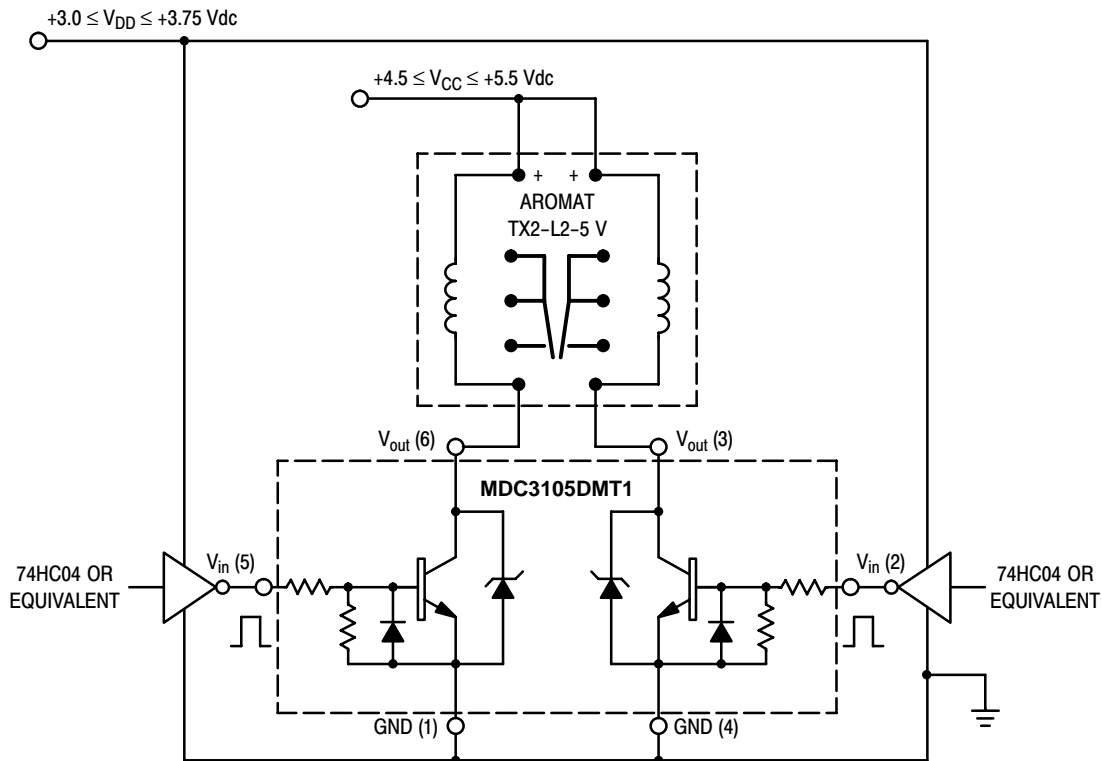 +3.0 ≤ VDD ≤ +3.75 Vdc
+4.5 ≤ VCC ≤ +5.5 Vdc
+ +
AROMAT
TX2–L2–5 V
Vout (6)
Vout (3)
MDC3105DMT1
74HC04 OR
EQUIVALENT
Vin (5)
Vin (2)
74HC04 OR
EQUIVALENT
GND (1)
GND (4)